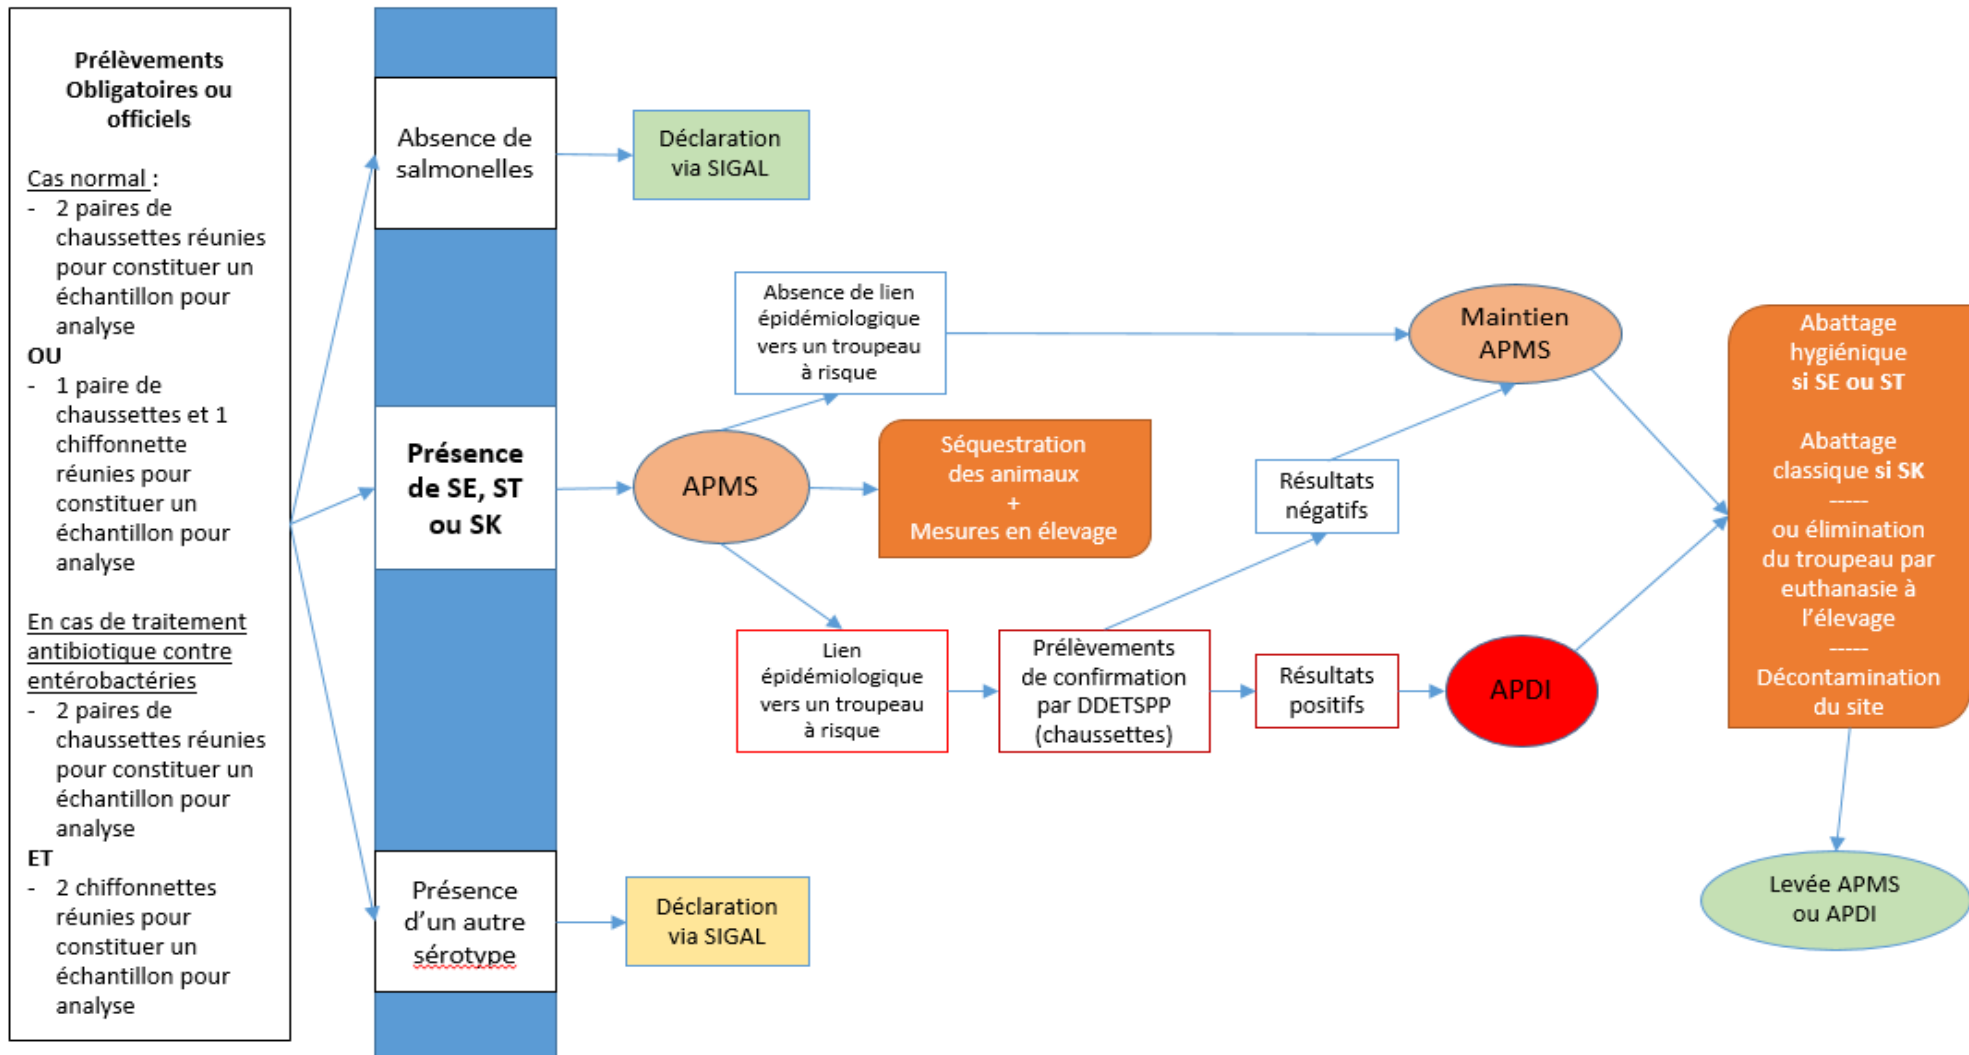 Prélèvements
Obligatoires ou
officiels
Cas normal :
- 2 paires de
chaussettes réunies
pour constituer un
échantillon pour
analyse
OU
- 1 paire de
chaussettes et 1
chiffonnette
réunies pour
constituer un
échantillon pour
analyse
En cas de traitement
antibiotique contre
entérobactéries
- 2 paires de
chaussettes réunies
pour constituer un
échantillon pour
analyse
ET
- 2 chiffonnettes
réunies pour
constituer un
échantillon pour
analyse
Absence de
salmonelles
Déclaration
via SIGAL
Présence
de SE, ST
ou SK
APMS
Absence de lien
épidémiologique
vers un troupeau
à risque
Séquestration
des animaux
+
Mesures en élevage
Lien
épidémiologique
vers un troupeau
à risque
Prélèvements
de confirmation
par DDETSPP
(chaussettes)
Résultats
négatifs
Résultats
positifs
Maintien
APMS
APDI
Abattage
hygiénique
si SE ou ST
Abattage
classique si SK
-----
ou élimination
du troupeau par
euthanasie à
l'élevage
-----
Décontamination
du site
Levée APMS
ou APDI
Présence
d'un autre
sérotype
Déclaration
via SIGAL